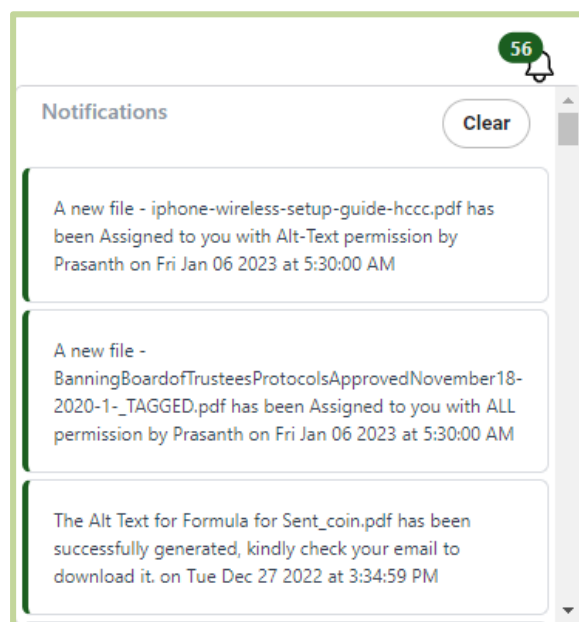 56
Notifications
Clear
A new file - iphone-wireless-setup-guide-hccc.pdf has
been Assigned to you with Alt-Text permission by
Prasanth on Fri Jan 06 2023 at 5:30:00 AM
A new file -
BanningBoardofTrusteesProtocolsApprovedNovember18-
2020-1-_TAGGED.pdf has been Assigned to you with ALL
permission by Prasanth on Fri Jan 06 2023 at 5:30:00 AM
The Alt Text for Formula for Sent_coin.pdf has been
successfully generated, kindly check your email to
download it. on Tue Dec 27 2022 at 3:34:59 PM